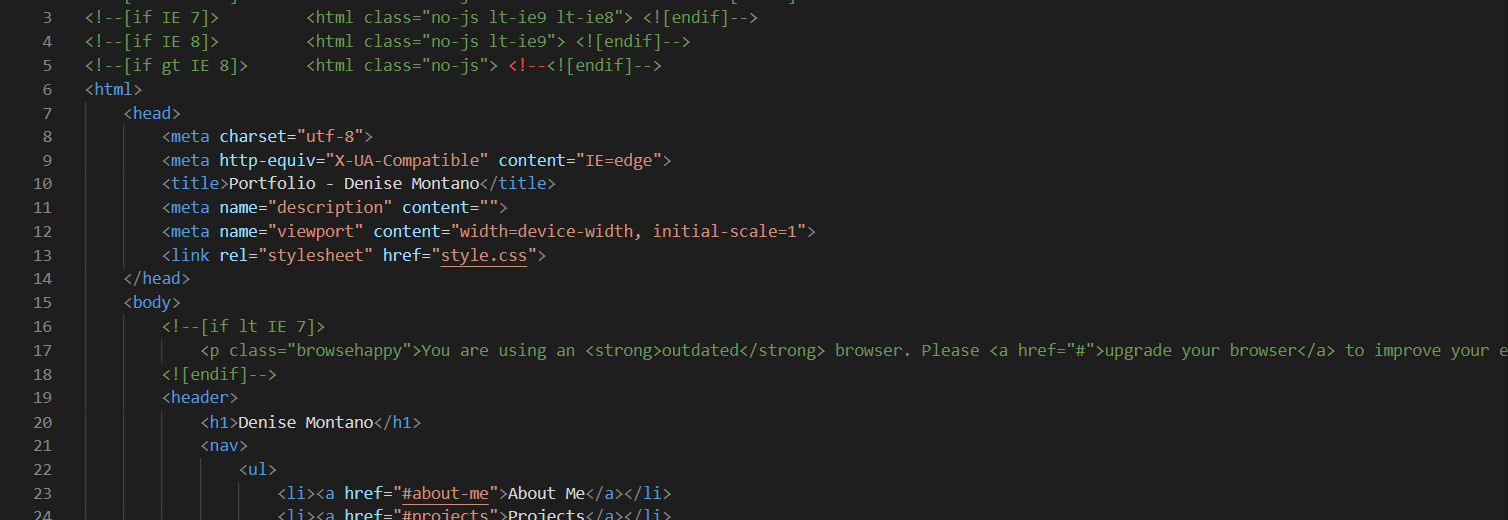 3 <!--[if IE 7]>         <html class="no-js lt-ie9 lt-ie8"> <![endif]-->
4 <!--[if IE 8]>         <html class="no-js lt-ie9"> <![endif]-->
5 <!--[if gt IE 8]>      <html class="no-js"> <!--<![endif]-->
6 <html>
7     <head>
8         <meta charset="utf-8">
9         <meta http-equiv="X-UA-Compatible" content="IE=edge">
10         <title>Portfolio - Denise Montano</title>
11         <meta name="description" content="">
12         <meta name="viewport" content="width=device-width, initial-scale=1">
13         <link rel="stylesheet" href="style.css">
14     </head>
15     <body>
16         <!--[if lt IE 7]>
17             <p class="browsehappy">You are using an <strong>outdated</strong> browser. Please <a href="#">upgrade your browser</a> to improve your e
18         <![endif]-->
19         <header>
20             <h1>Denise Montano</h1>
21             <nav>
22                 <ul>
23                     <li><a href="#about-me">About Me</a></li>
24                     <li><a href="#projects">Projects</a></li>